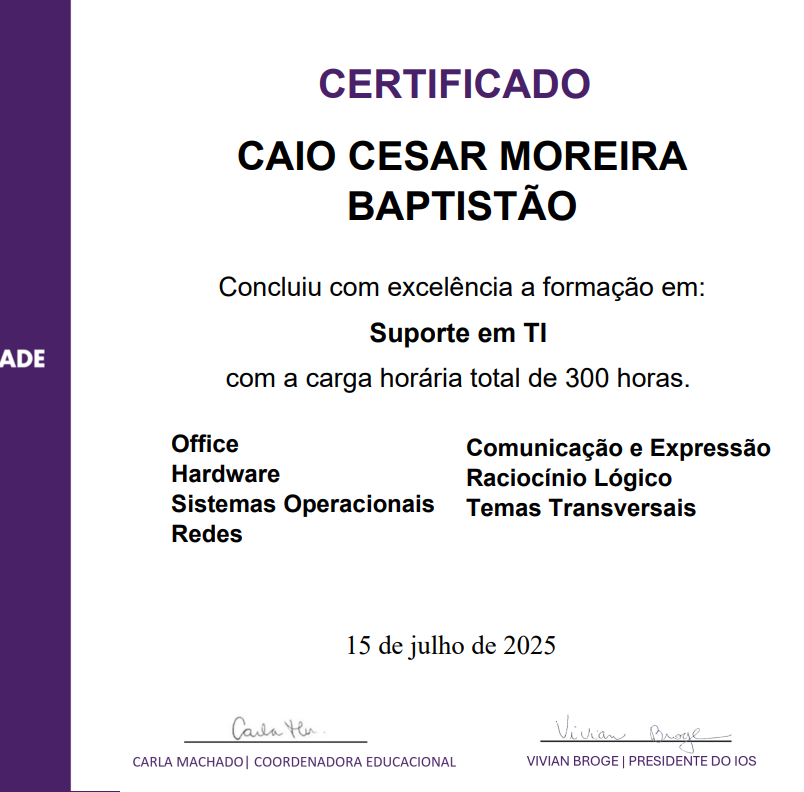 CERTIFICADO
CAIO CESAR MOREIRA
BAPTISTÃO
Concluiu com excelência a formação em:
Suporte em TI
com a carga horária total de 300 horas.
ADE
Office
Hardware
Sistemas Operacionais
Redes
Comunicação e Expressão
Raciocínio Lógico
Temas Transversais
15 de julho de 2025
Carla
Vivian Broge
CARLA MACHADO| COORDENADORA EDUCACIONAL
VIVIAN BROGE | PRESIDENTE DO IOS